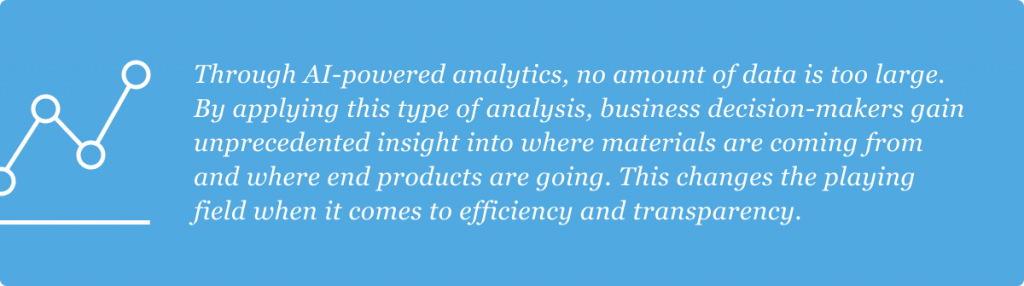 Through AI-powered analytics, no amount of data is too large.
By applying this type of analysis, business decision-makers gain
unprecedented insight into where materials are coming from
and where end products are going. This changes the playing
field when it comes to efficiency and transparency.